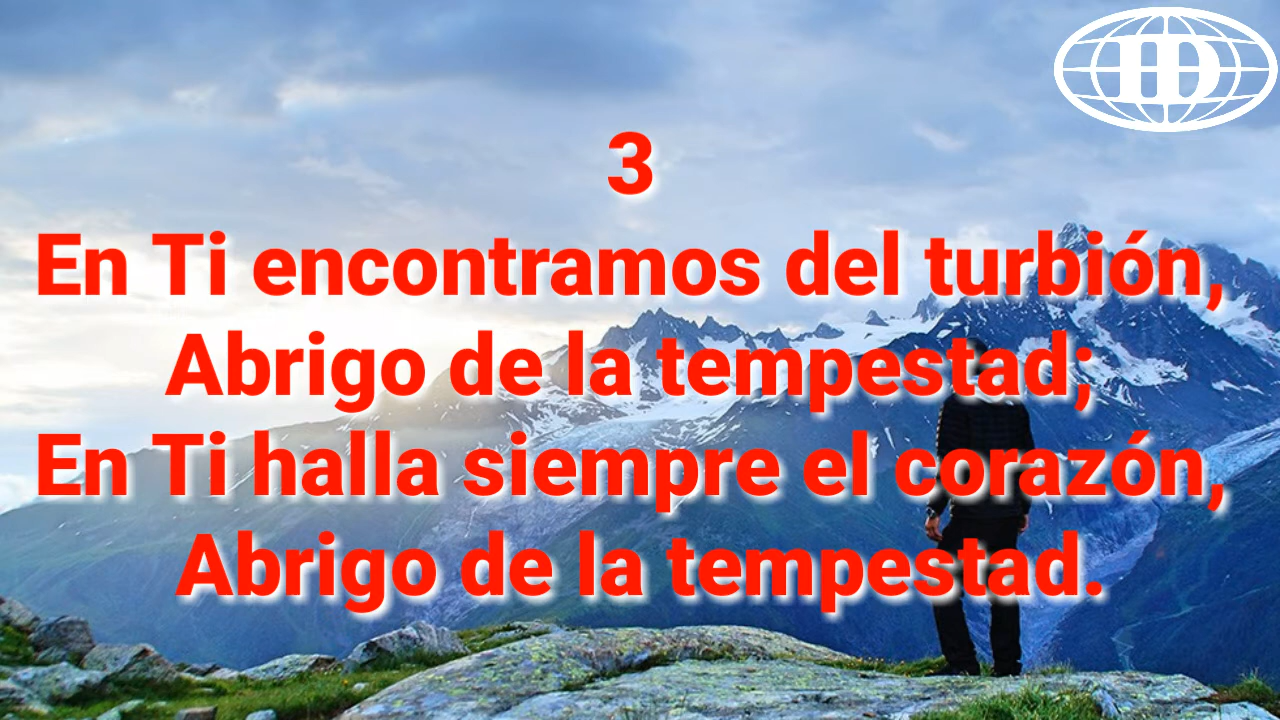 ID
3
En Ti encontramos del turbión,
Abrigo de la tempestad;
En Ti halla siempre el corazón,
Abrigo de la tempestad.